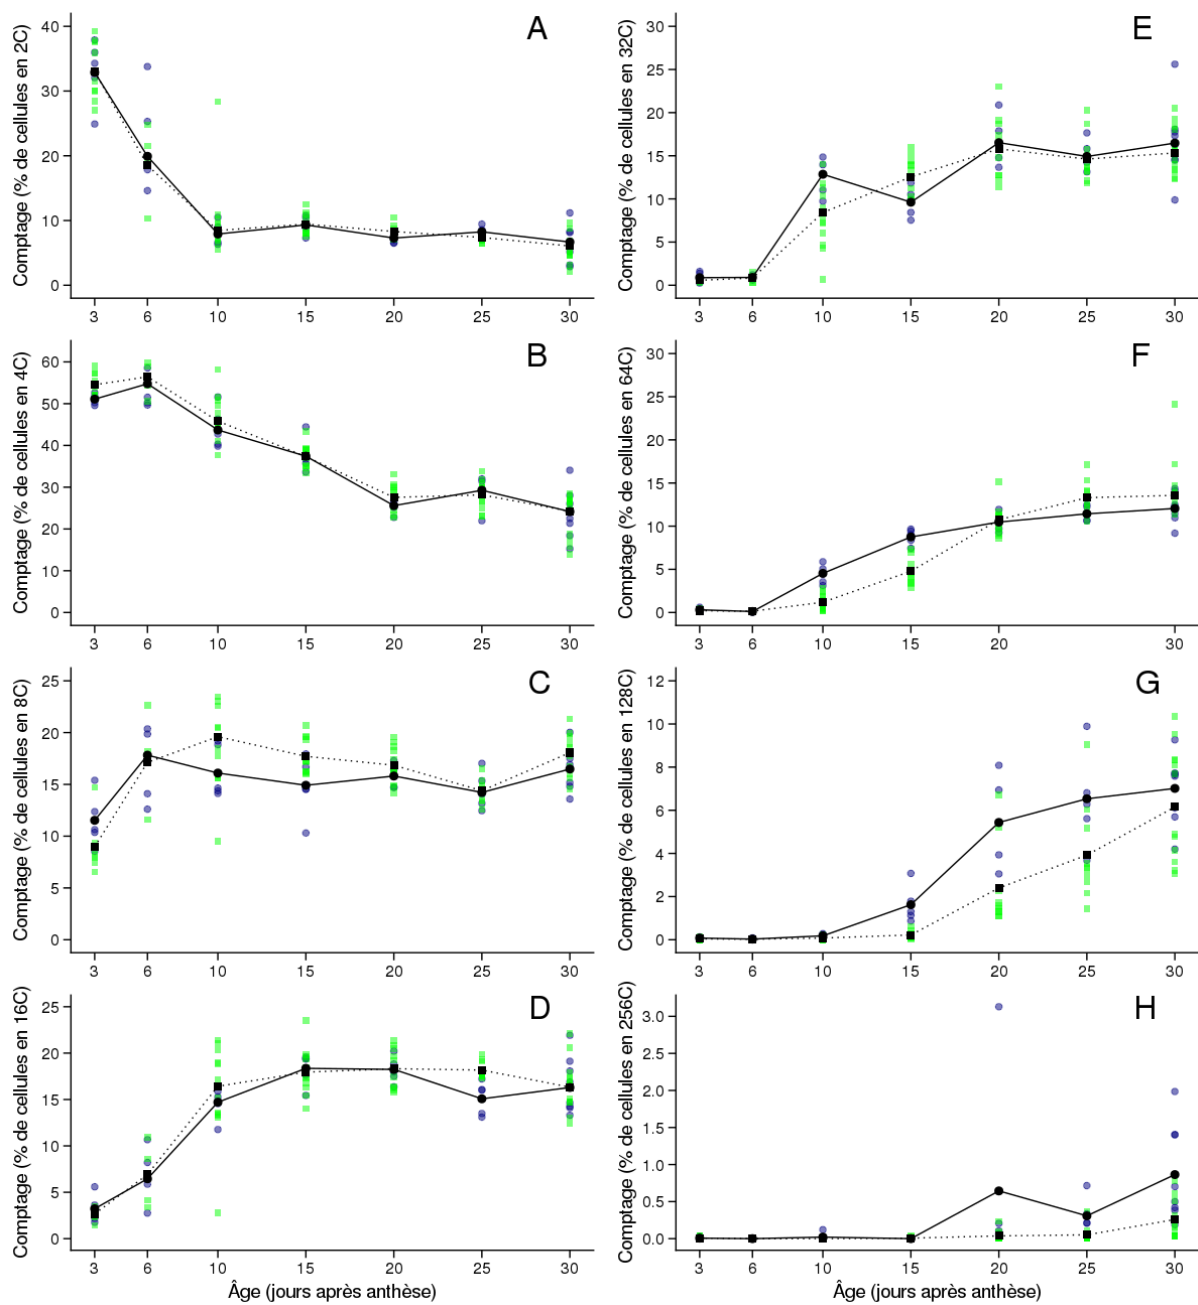 A
Comptage (% de cellules en 2C)
40
30
20
10
0
3 6 10 15 20 25 30
B
Comptage (% de cellules en 4C)
60
50
40
30
20
10
0
3 6 10 15 20 25 30
C
Comptage (% de cellules en 8C)
25
20
15
10
5
0
3 6 10 15 20 25 30
D
Comptage (% de cellules en 16C)
25
20
15
10
5
0
3 6 10 15 20 25 30
Âge (jours après anthèse)
E
Comptage (% de cellules en 32C)
30
25
20
15
10
5
0
3 6 10 15 20 25 30
F
Comptage (% de cellules en 64C)
30
25
20
15
10
5
0
3 6 10 15 20 25 30
G
Comptage (% de cellules en 128C)
12
10
8
6
4
2
0
3 6 10 15 20 25 30
H
Comptage (% de cellules en 256C)
3.0
2.5
2.0
1.5
1.0
0.5
0.0
3 6 10 15 20 25 30
Âge (jours après anthèse)